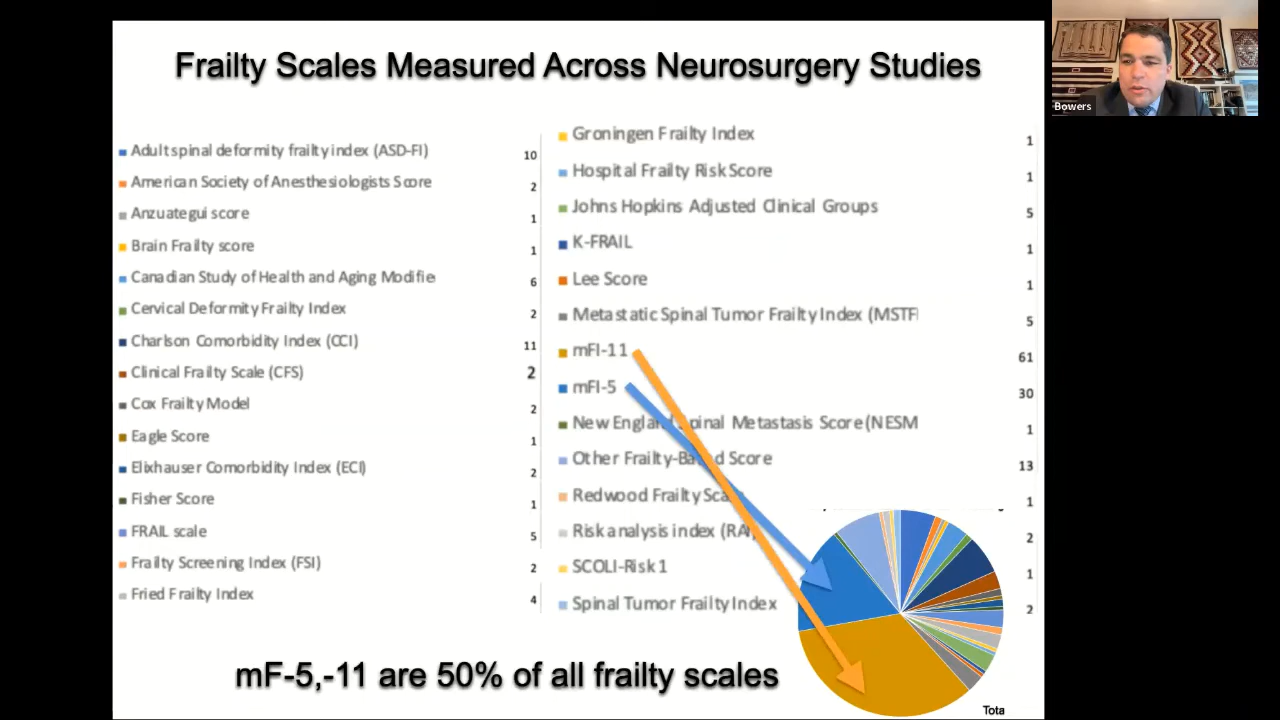 Frailty Scales Measured Across Neurosurgery Studies
Bowers
Adult spinal deformity frailty index (ASD-FI) 10
American Society of Anesthesiologists Score 2
Anzuategui score 1
Brain Frailty score 1
Canadian Study of Health and Aging Modifie 6
Cervical Deformity Frailty Index 2
Charlson Comorbidity Index (CCI) 11
Clinical Frailty Scale (CFS) 2
Cox Frailty Model 2
Eagle Score 1
Elixhauser Comorbidity Index (ECI) 2
Fisher Score 1
FRAIL scale 5
Frailty Screening Index (FSI) 2
Fried Frailty Index 4
Groningen Frailty Index 1
Hospital Frailty Risk Score 1
Johns Hopkins Adjusted Clinical Groups 5
K-FRAIL 1
Lee Score 1
Metastatic Spinal Tumor Frailty Index (MSTF 5
mFI-11 61
mFI-5 30
New England Spinal Metastasis Score (NESM 1
Other Frailty-Based Score 13
Redwood Frailty Scale 1
Risk analysis index (RA 2
SCOLI-Risk 1 1
Spinal Tumor Frailty Index 2
mF-5,-11 are 50% of all frailty scales
Tota